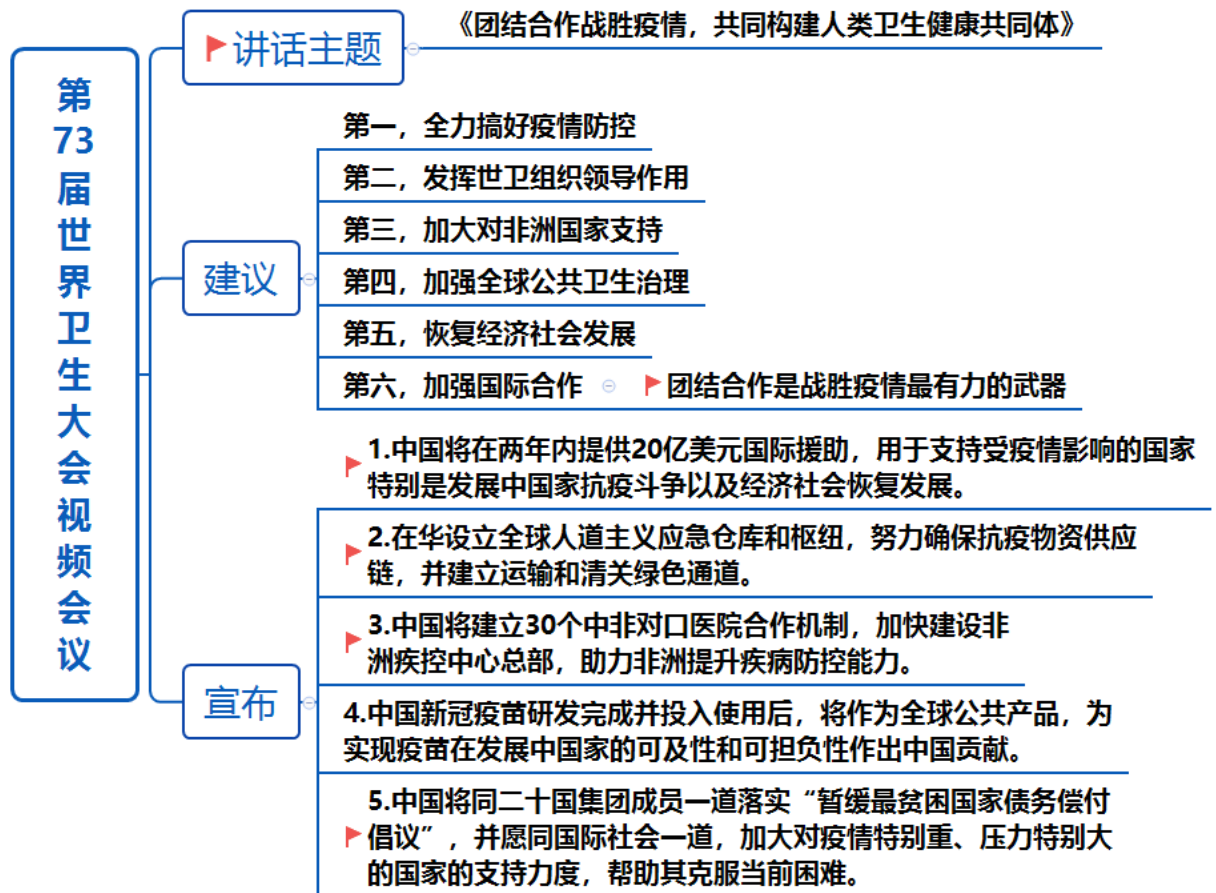 第73届世界卫生大会视频会议
讲话主题
《团结合作战胜疫情，共同构建人类卫生健康共同体》
建议
第一，全力搞好疫情防控
第二，发挥世卫组织领导作用
第三，加大对非洲国家支持
第四，加强全球公共卫生治理
第五，恢复经济社会发展
第六，加强国际合作
团结合作是战胜疫情最有力的武器
宣布
1.中国将在两年内提供20亿美元国际援助，用于支持受疫情影响的国家
特别是发展中国家抗疫斗争以及经济社会恢复发展。
2.在华设立全球人道主义应急仓库和枢纽，努力确保抗疫物资供应
链，并建立运输和清关绿色通道。
3.中国将建立30个中非对口医院合作机制，加快建设非
洲疾控中心总部，助力非洲提升疾病防控能力。
4.中国新冠疫苗研发完成并投入使用后，将作为全球公共产品，为
实现疫苗在发展中国家的可及性和可担负性作出中国贡献。
5.中国将同二十国集团成员一道落实“暂缓最贫困国家债务偿付
倡议”，并愿同国际社会一道，加大对疫情特别重、压力特别大
的国家的支持力度，帮助其克服当前困难。